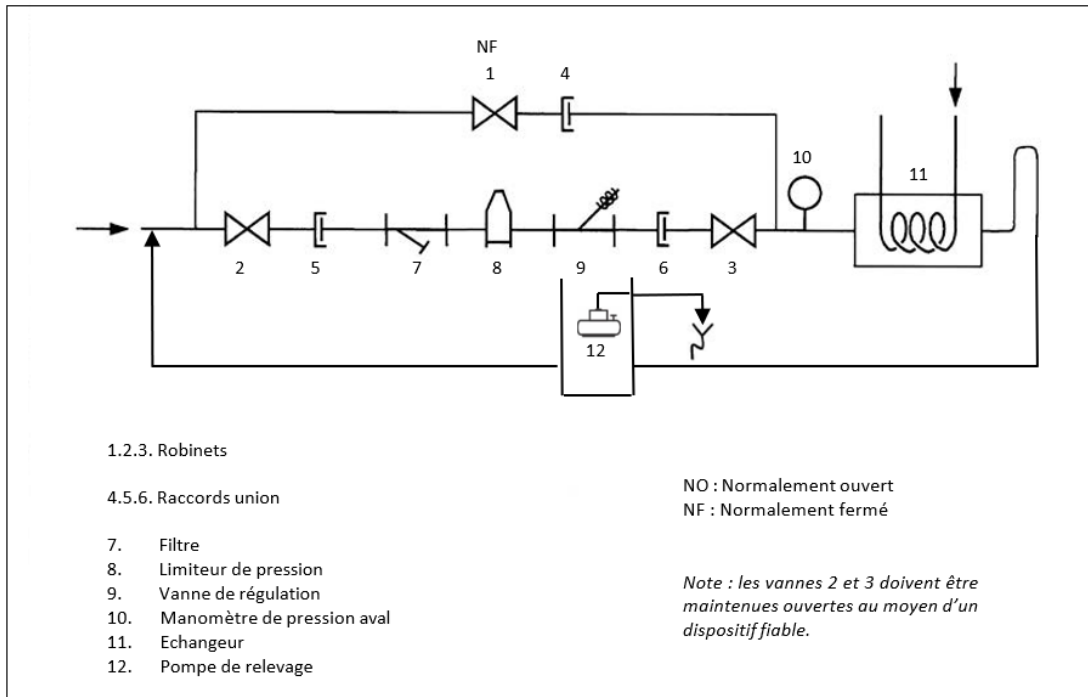 NF
1
4
10
11
2
5
7
8
9
6
3
12
1.2.3. Robinets
4.5.6. Raccords union
7. Filtre
8. Limiteur de pression
9. Vanne de régulation
10. Manomètre de pression aval
11. Echangeur
12. Pompe de relevage
NO : Normalement ouvert
NF : Normalement fermé
Note : les vannes 2 et 3 doivent être
maintenues ouvertes au moyen d’un
dispositif fiable.